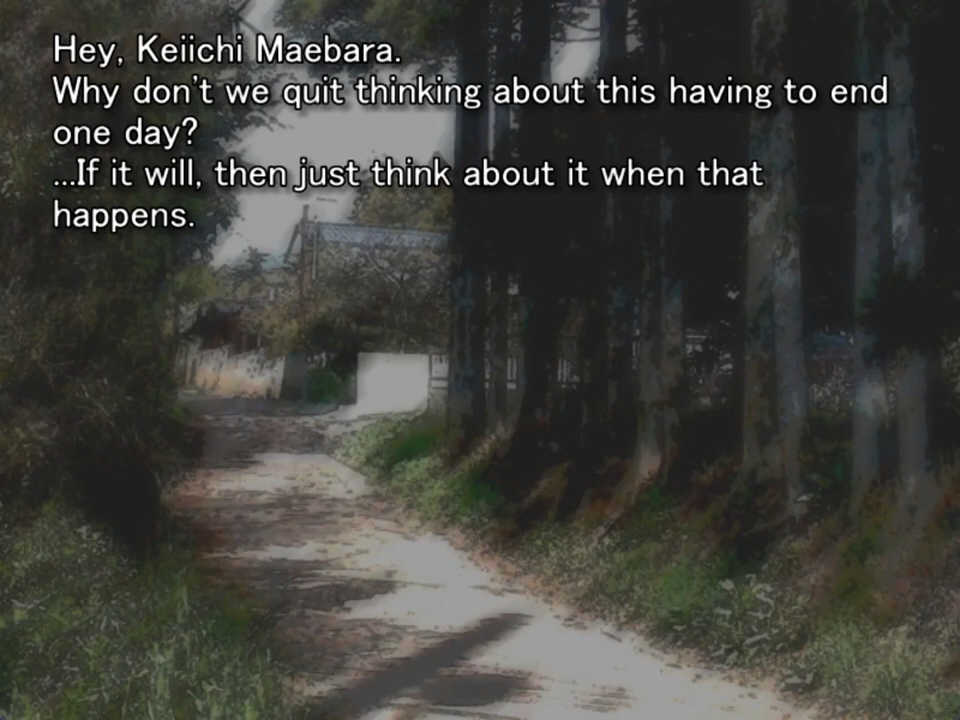 Hey, Keiichi Maebara.
Why don't we quit thinking about this having to end
one day?
...If it will, then just think about it when that
happens.